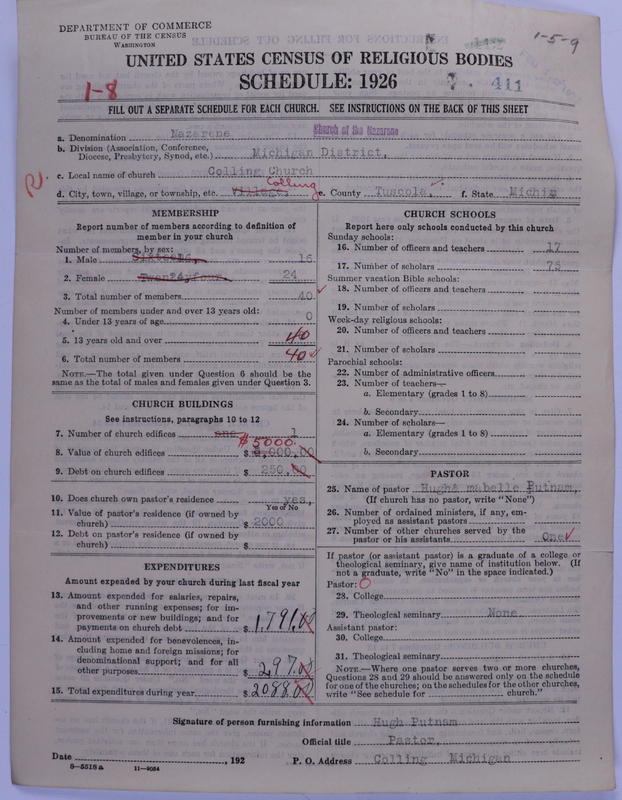 DEPARTMENT OF COMMERCE
BUREAU OF THE CENSUS
WASHINGTON
1-5-9
UNITED STATES CENSUS OF RELIGIOUS BODIES
SCHEDULE: 1926
1-8
411
FILL OUT A SEPARATE SCHEDULE FOR EACH CHURCH. SEE INSTRUCTIONS ON THE BACK OF THIS SHEET
a. Denomination Nazarene Church of the Nazarene
b. Division (Association, Conference, Diocese, Presbytery, Synod, etc.) Michigan District,
c. Local name of church Colling Church
d. City, town, village, or township, etc. Village, Colling e. County Tuscola, f. State Michig
MEMBERSHIP
Report number of members according to definition of member in your church
Number of members, by sex:
1. Male Sixteen, 16
2. Female Twenty,four, 24
3. Total number of members 40
Number of members under and over 13 years old:
4. Under 13 years of age 0
5. 13 years old and over 40
6. Total number of members 40
NOTE.—The total given under Question 6 should be the same as the total of males and females given under Question 3.
CHURCH BUILDINGS
See instructions, paragraphs 10 to 12
7. Number of church edifices one 1
$5000.
8. Value of church edifices $ 5,000,00
9. Debt on church edifices $ 250,00
10. Does church own pastor's residence yes,
Yes or No
11. Value of pastor's residence (if owned by church) $ 2000
12. Debt on pastor's residence (if owned by church) $
EXPENDITURES
Amount expended by your church during last fiscal year
13. Amount expended for salaries, repairs, and other running expenses; for improvements or new buildings; and for payments on church debt $ 1,791.00
14. Amount expended for benevolences, including home and foreign missions; for denominational support; and for all other purposes $ 297.00
15. Total expenditures during year $ 2088.00
CHURCH SCHOOLS
Report here only schools conducted by this church
Sunday schools:
16. Number of officers and teachers 17
17. Number of scholars 75
Summer vacation Bible schools:
18. Number of officers and teachers
19. Number of scholars
Week-day religious schools:
20. Number of officers and teachers
21. Number of scholars
Parochial schools:
22. Number of administrative officers
23. Number of teachers—
a. Elementary (grades 1 to 8)
b. Secondary
24. Number of scholars—
a. Elementary (grades 1 to 8)
b. Secondary
PASTOR
25. Name of pastor Hugh& mabelle Putnam,
(If church has no pastor, write "None")
26. Number of ordained ministers, if any, employed as assistant pastors
27. Number of other churches served by the pastor or his assistants One
If pastor (or assistant pastor) is a graduate of a college or theological seminary, give name of institution below. (If not a graduate, write "No" in the space indicated.)
Pastor: 0
28. College
29. Theological seminary None
Assistant pastor:
30. College
31. Theological seminary
NOTE.—Where one pastor serves two or more churches, Questions 28 and 29 should be answered only on the schedule for one of the churches; on the schedules for the other churches, write "See schedule for church."
Signature of person furnishing information Hugh Putnam
Official title Pastor,
Date , 192 P. O. Address Colling Michigan
8—5518 a 11—9054